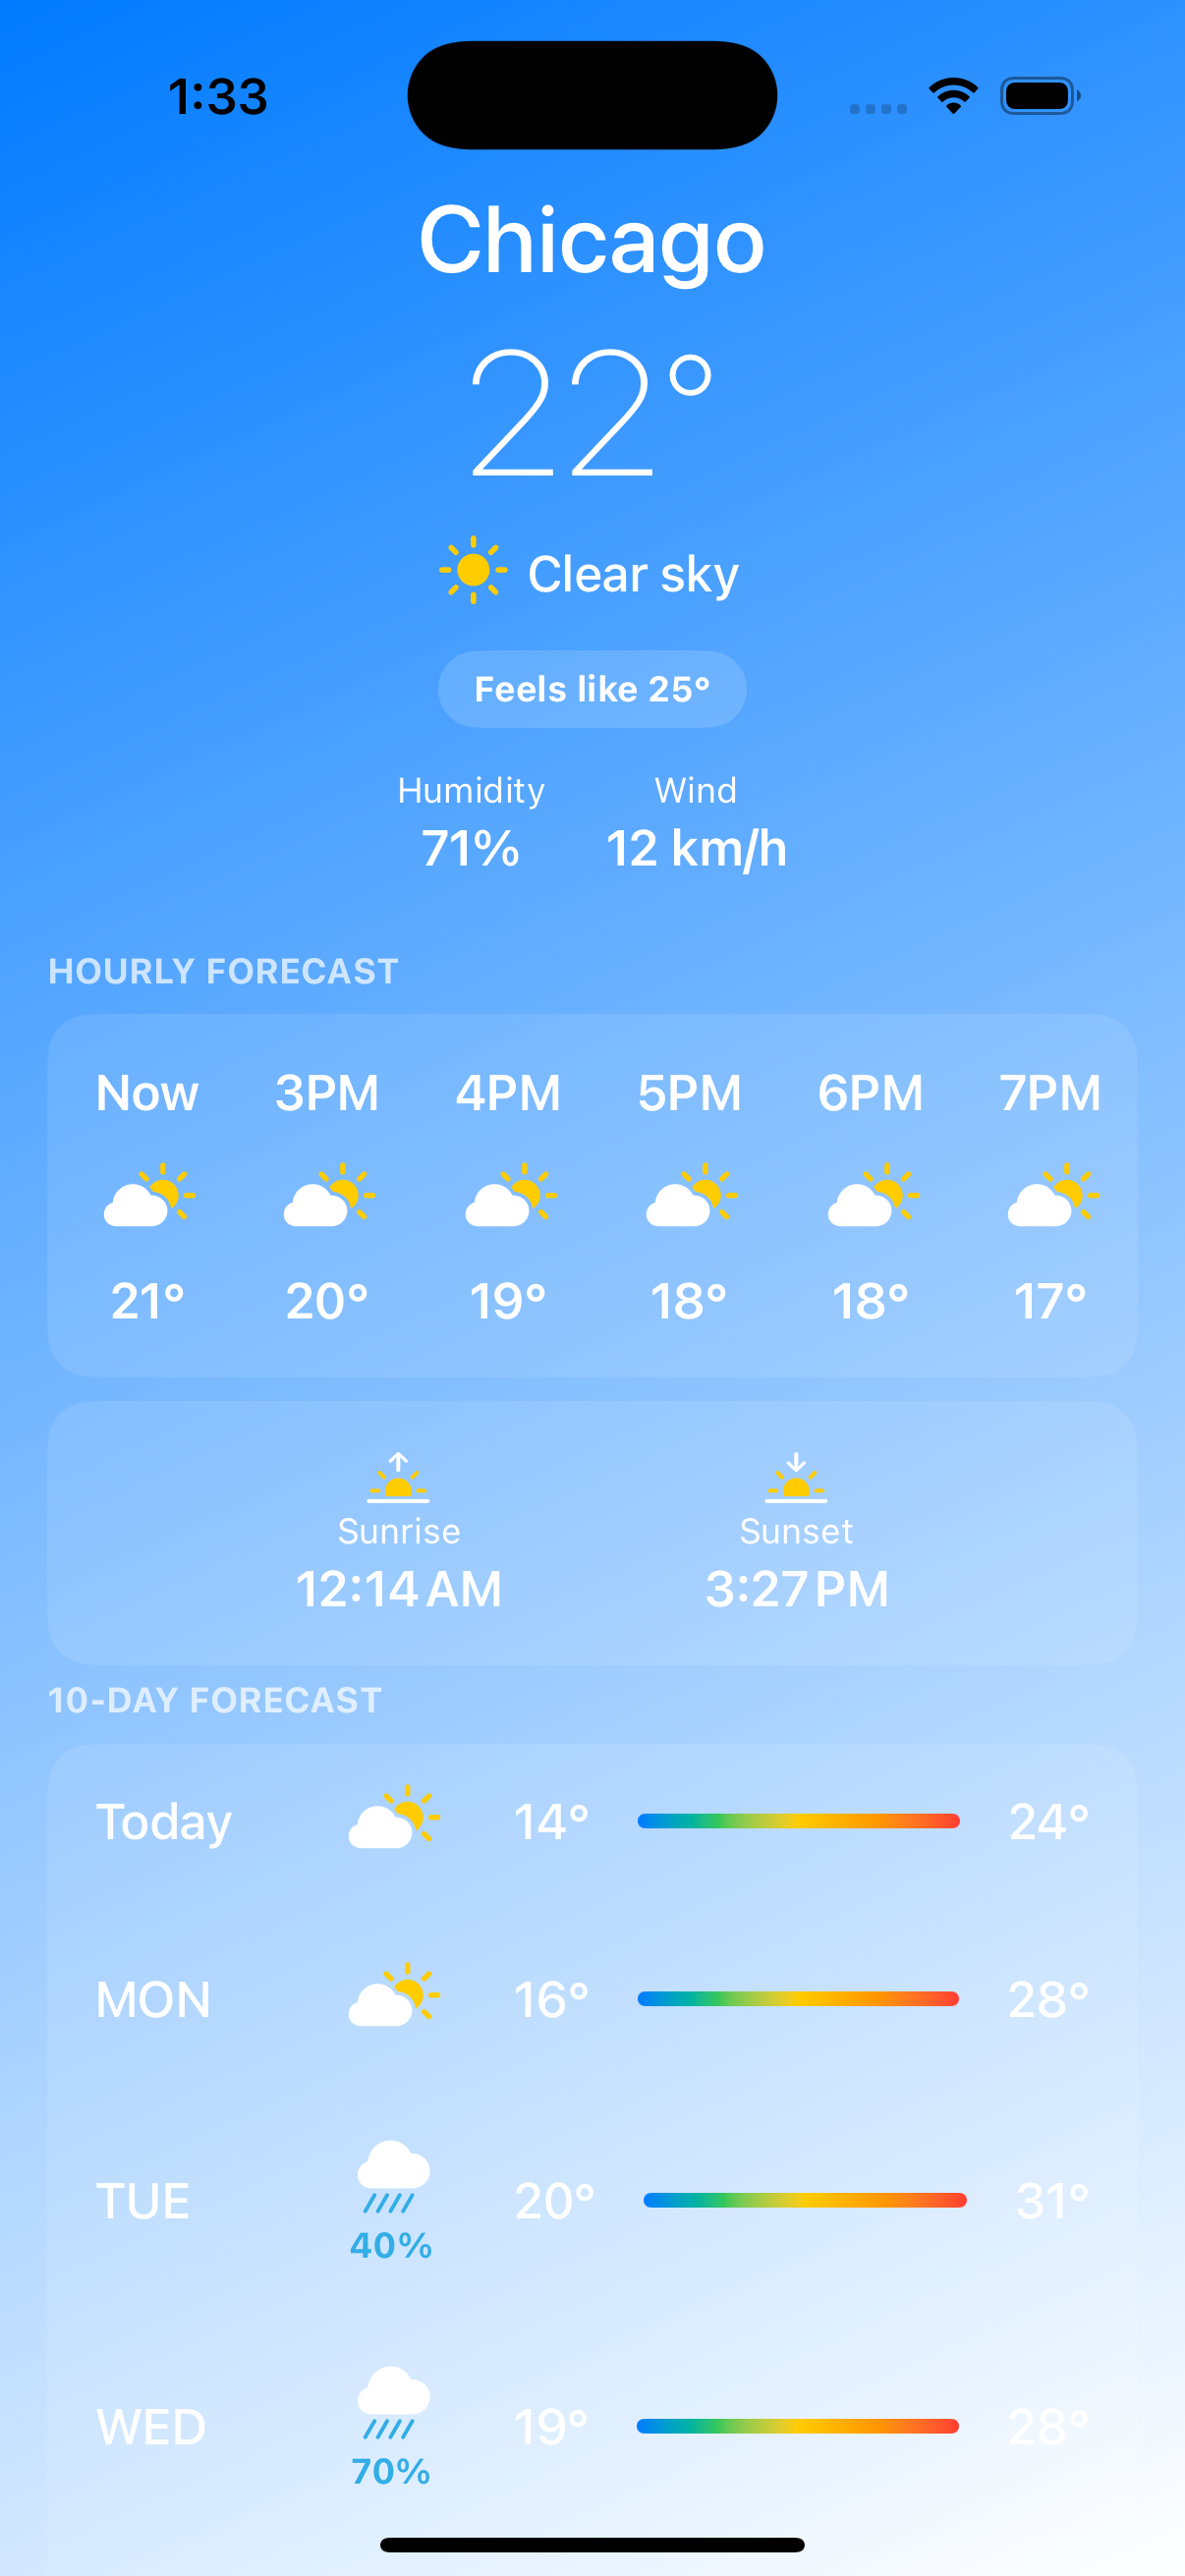 1:33
Chicago
22°
Clear sky
Feels like 25°
Humidity Wind
71% 12 km/h
HOURLY FORECAST
Now 3PM 4PM 5PM 6PM 7PM
21° 20° 19° 18° 18° 17°
Sunrise Sunset
12:14 AM 3:27 PM
10-DAY FORECAST
Today 14° 24°
MON 16° 28°
TUE 20° 31°
40%
WED 19° 28°
70%